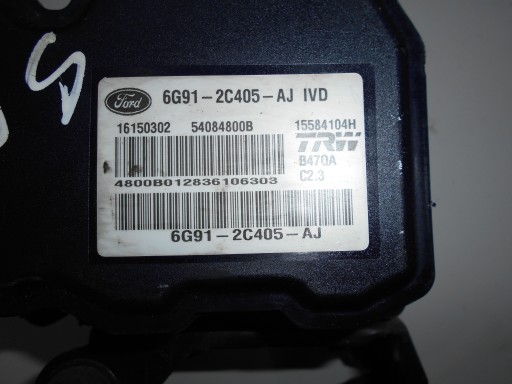 Ford 6G91-2C405-AJ IVD
16150302 54084800B 15584104H
TRW
B470A
4800B012836106303 C2.3
6G91-2C405-AJ